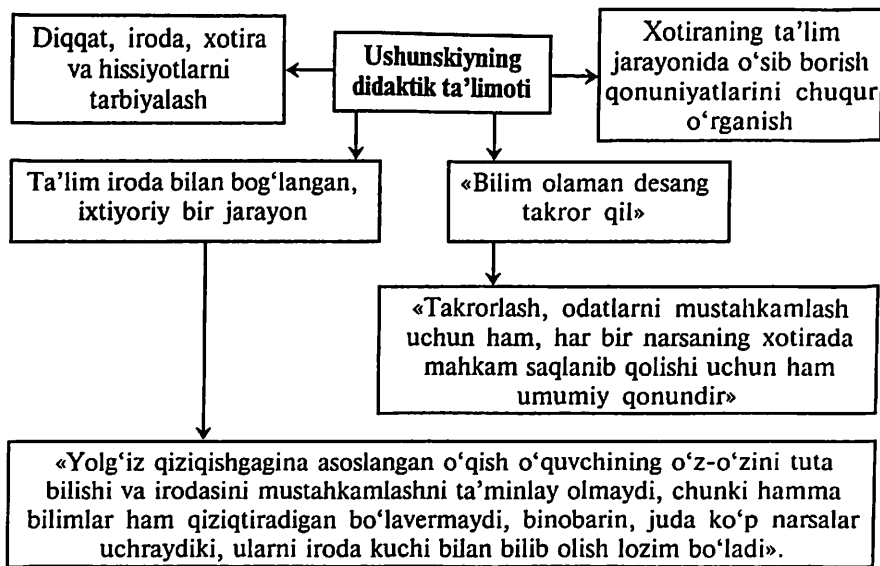 Diqqat, iroda, xotira
va hissiyotlarni
tarbiyalash
Ushunskiyning
didaktik ta’limoti
Xotiraning ta’lim
jarayonida o‘sib borish
qonuniyatlarini chuqur
o‘rganish
Ta’lim iroda bilan bog‘langan,
ixtiyoriy bir jarayon
«Bilim olaman desang
takror qil»
«Takrorlash, odatlarni mustahkamlash
uchun ham, har bir narsaning xotirada
mahkam saqlanib qolishi uchun ham
umumiy qonundir»
«Yolg‘iz qiziqishgagina asoslangan o‘qish o‘quvchining o‘z-o‘zini tuta
bilishi va irodasini mustahkamlashni ta’minlay olmaydi, chunki hamma
bilimlar ham qiziqtiradigan bo‘lavermaydi, binobarin, juda ko‘p narsalar
uchraydiki, ularni iroda kuchi bilan bilib olish lozim bo‘ladi».